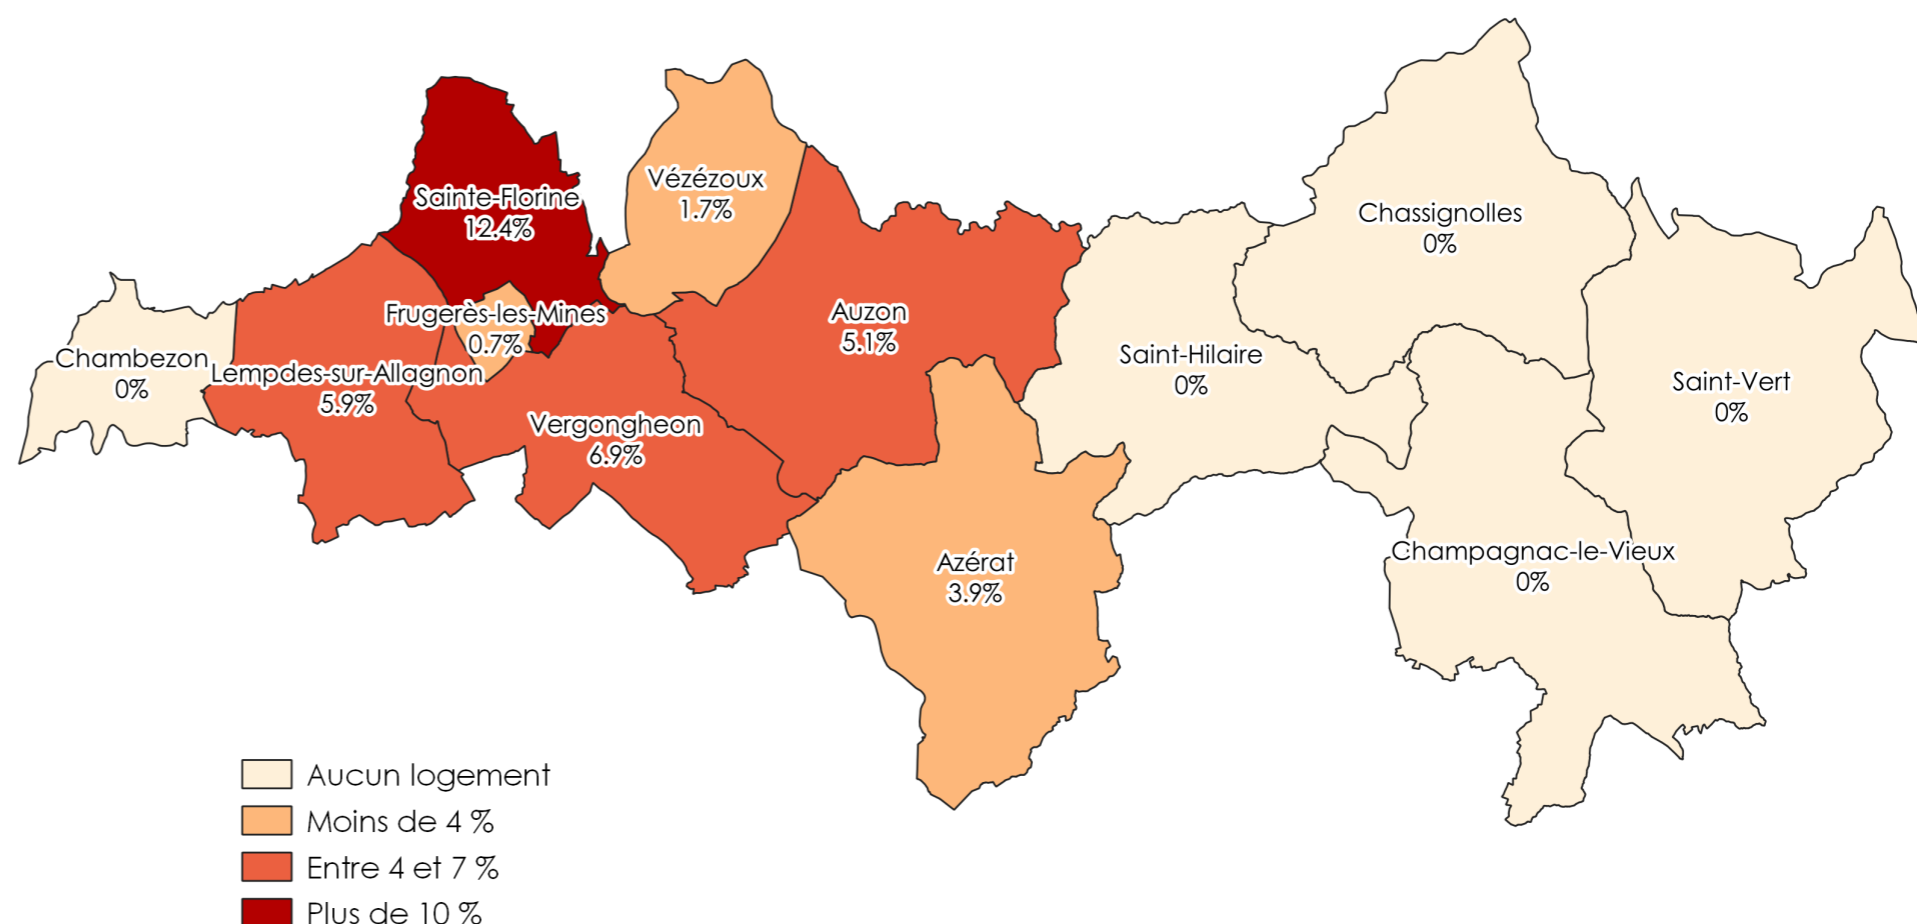 Sainte-Florine
12.4%
Vézézoux
1.7%
Chassignolles
0%
Frugerès-les-Mines
0.7%
Auzon
5.1%
Chambezon
0%
Lempdes-sur-Allagnon
5.9%
Saint-Hilaire
0%
Saint-Vert
0%
Vergongheon
6.9%
Azérat
3.9%
Champagnac-le-Vieux
0%
Aucun logement
Moins de 4 %
Entre 4 et 7 %
Plus de 10 %